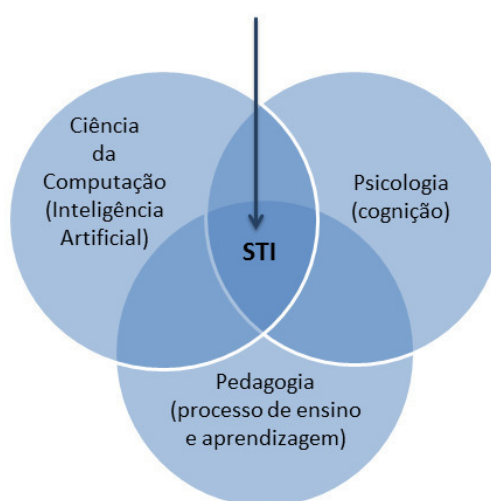 Ciência
da
Computação
(Inteligência
Artificial)
Psicologia
(cognição)
STI
Pedagogia
(processo de ensino
e aprendizagem)